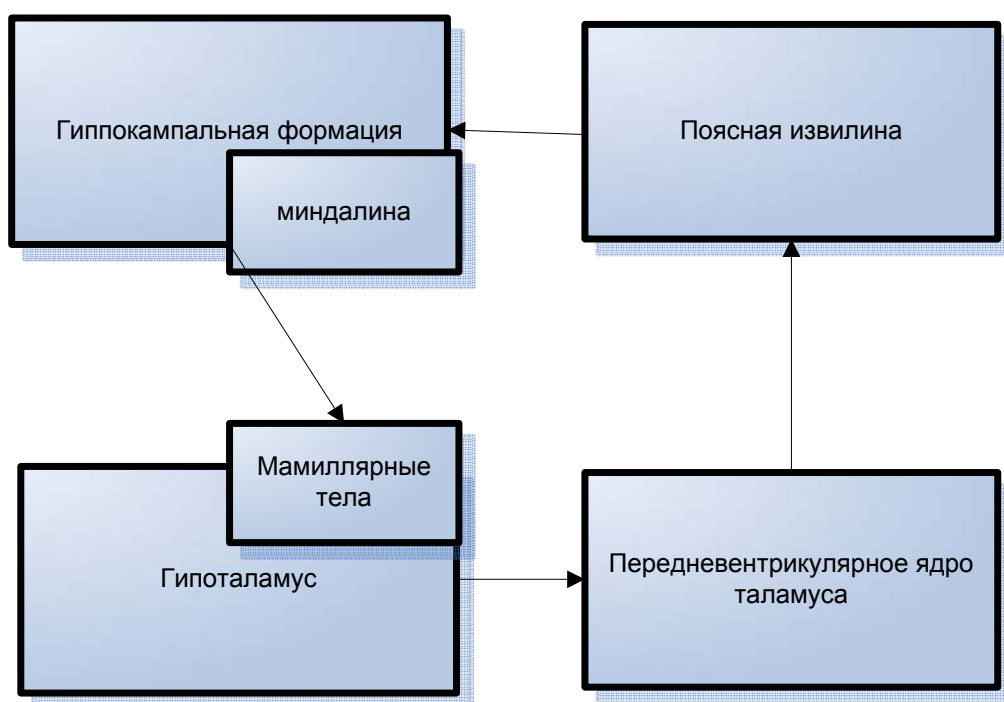 Гиппокампальная формация
миндалина
Поясная извилина
Мамиллярные
тела
Гипоталамус
Передневентрикулярное ядро
таламуса